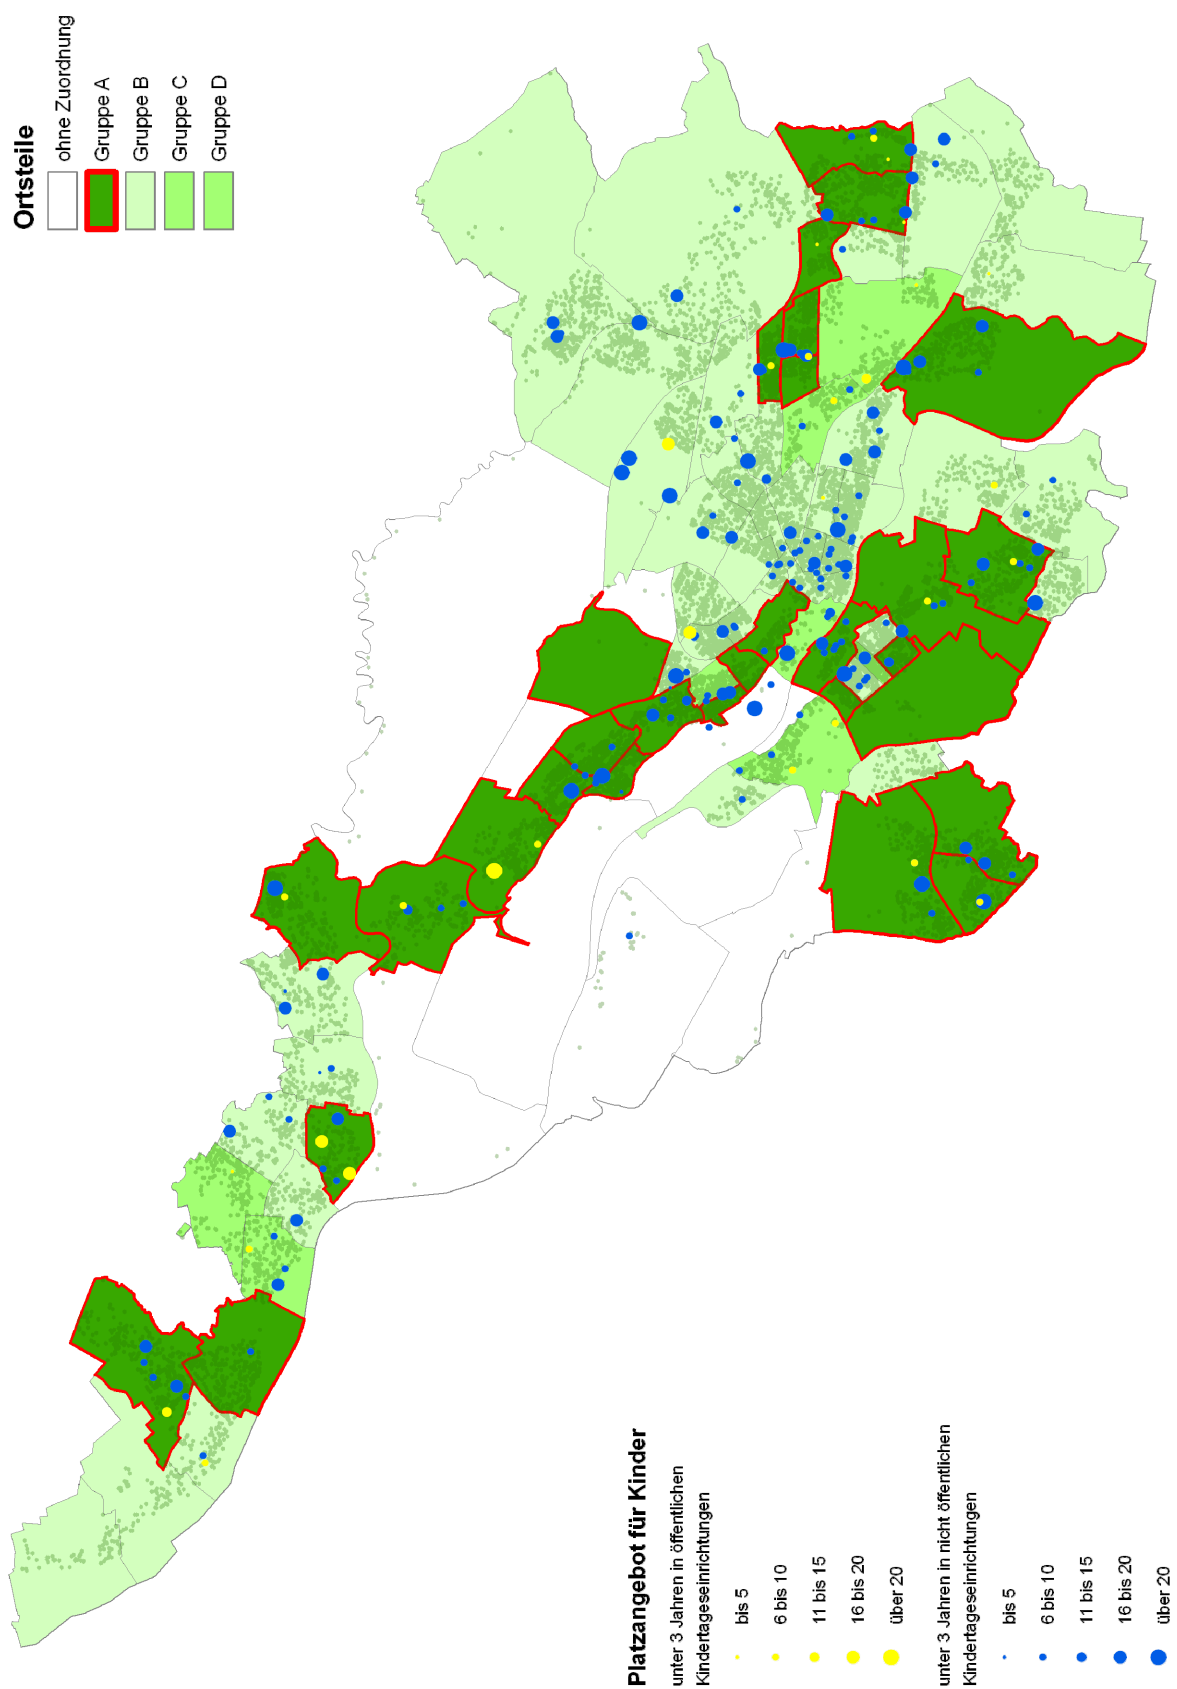 Ortsteile
ohne Zuordnung
Gruppe A
Gruppe B
Gruppe C
Gruppe D
Platzangebot für Kinder
unter 3 Jahren in öffentlichen
Kindertageseinrichtungen
bis 5
6 bis 10
11 bis 15
16 bis 20
über 20
unter 3 Jahren in nicht öffentlichen
Kindertageseinrichtungen
bis 5
6 bis 10
11 bis 15
16 bis 20
über 20